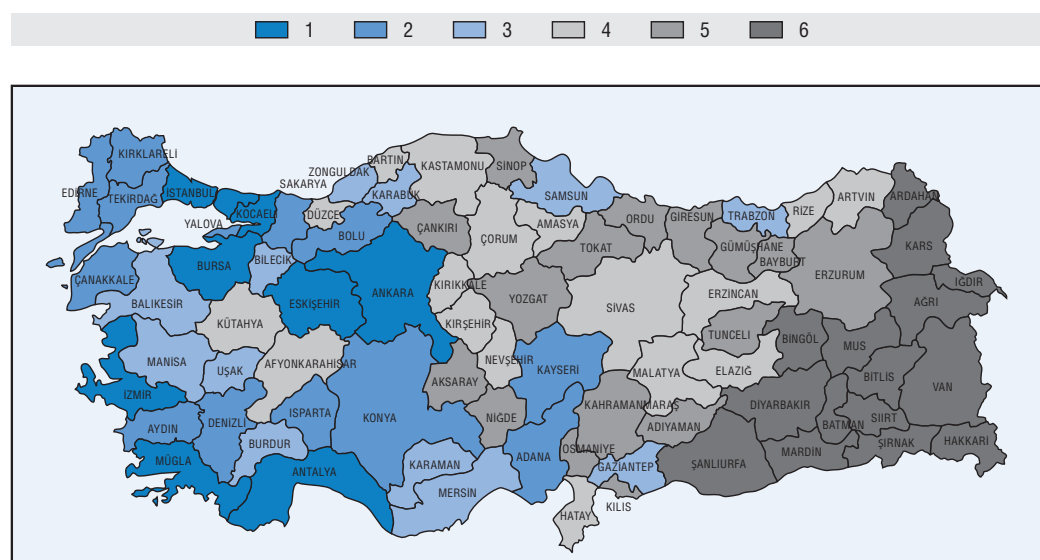 1 2 3 4 5 6
KIRKLARELİ
EDİRNE
TEKİRDAĞ
İSTANBUL
KOCAELİ
YALOVA
SAKARYA
DÜZCE
ZONGULDAK
BARTIN
KARABÜK
KASTAMONU
SİNOP
SAMSUN
ORDU
GİRESUN
TRABZON
RİZE
ARTVİN
ARDAHAN
ÇANAKKALE
BALIKESİR
BURSA
BİLECİK
BOLU
ÇANKIRI
ÇORUM
AMASYA
TOKAT
GÜMÜŞHANE
BAYBURT
ERZURUM
KARS
IĞDIR
AĞRI
ESKİŞEHİR
ANKARA
KIRIKKALE
YOZGAT
SİVAS
ERZİNCAN
KÜTAHYA
KIRŞEHİR
TUNCELİ
BİNGÖL
MUS
MANİSA
UŞAK
AFYONKARAHİSAR
NEVŞEHİR
KAYSERİ
MALATYA
ELAZIĞ
BİTLİS
VAN
İZMİR
AKSARAY
AYDIN
DENİZLİ
ISPARTA
KONYA
NİĞDE
KAHRAMANMARAŞ
ADIYAMAN
DİYARBAKIR
BATMAN
SİİRT
ŞIRNAK
HAKKARİ
MUĞLA
BURDUR
ANTALYA
KARAMAN
MERSİN
ADANA
OSMANİYE
GAZİANTEP
ŞANLIURFA
MARDİN
HATAY
KİLİS